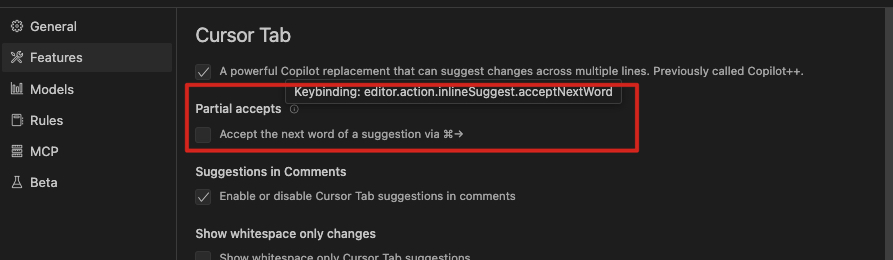 General
Features
Models
Rules
MCP
Beta
Cursor Tab
A powerful Copilot replacement that can suggest changes across multiple lines. Previously called Copilot++.
Keybinding: editor.action.inlineSuggest.acceptNextWord
Partial accepts
Accept the next word of a suggestion via ⌘→
Suggestions in Comments
Enable or disable Cursor Tab suggestions in comments
Show whitespace only changes
Show whitespace only Cursor Tab suggestions